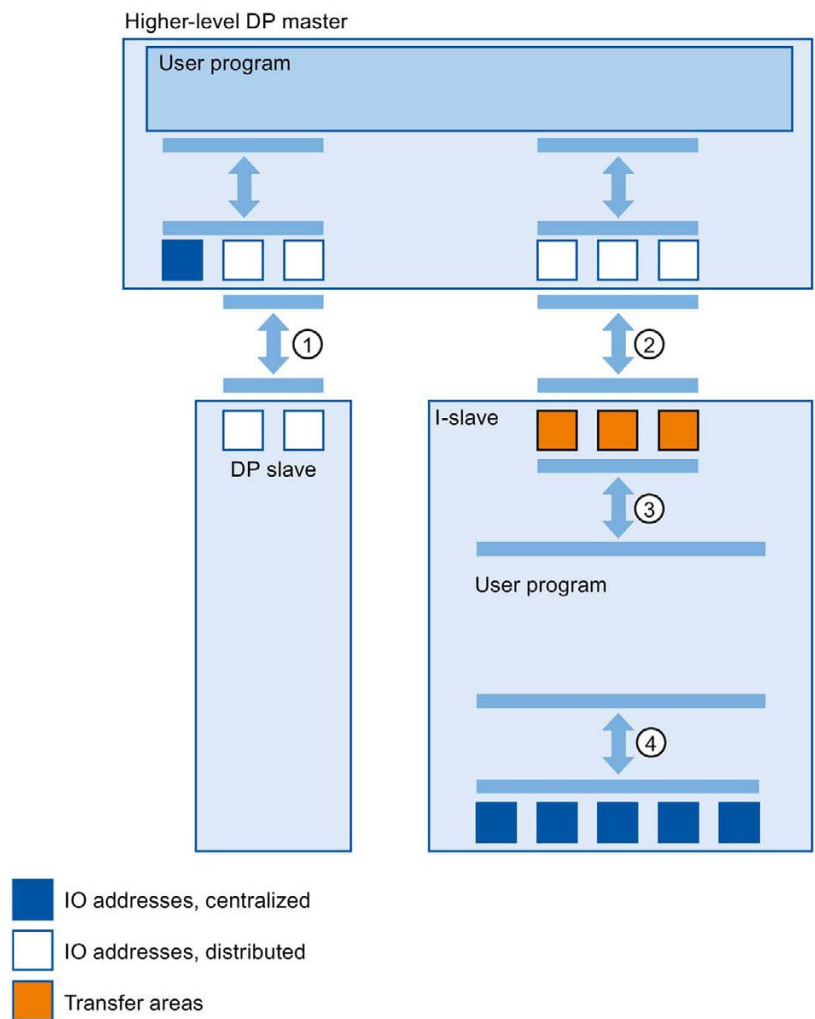 Higher-level DP master
User program
1
2
I-slave
DP slave
3
User program
4
IO addresses, centralized
IO addresses, distributed
Transfer areas